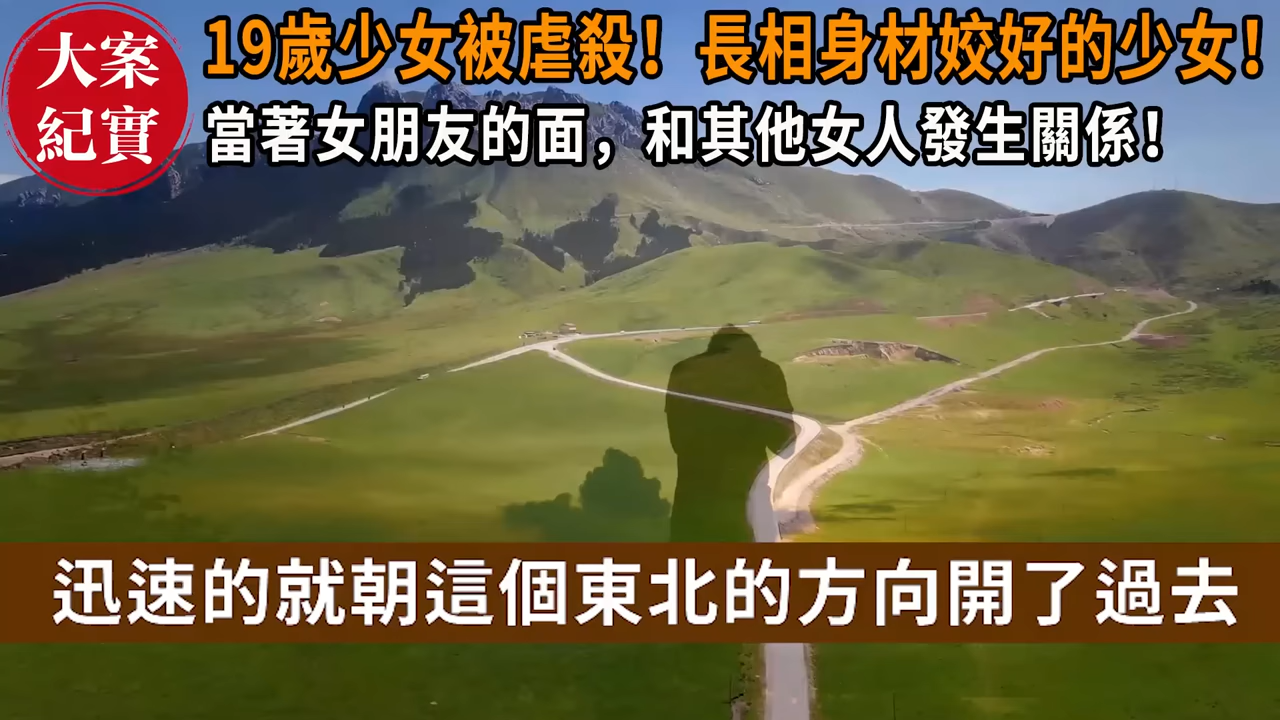 大案
紀實
19歲少女被虐殺！長相身材姣好的少女！
當著女朋友的面，和其他女人發生關係！
迅速的就朝這個東北的方向開了過去